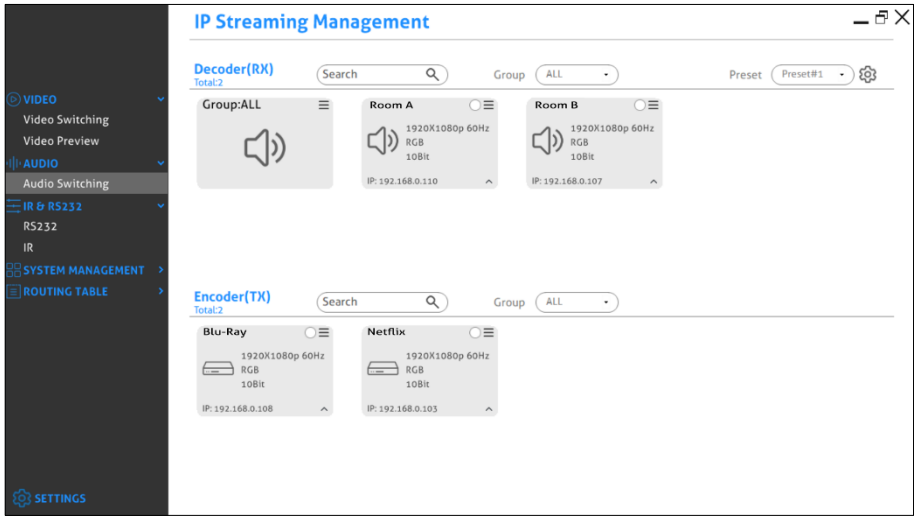 IP Streaming Management
VIDEO
Video Switching
Video Preview
AUDIO
Audio Switching
IR & RS232
RS232
IR
SYSTEM MANAGEMENT
ROUTING TABLE
SETTINGS
Decoder(RX)
Total:2
Search
Group
ALL
Preset
Preset#1
Group:ALL
Room A
1920X1080p 60Hz
RGB
10Bit
IP: 192.168.0.110
Room B
1920X1080p 60Hz
RGB
10Bit
IP: 192.168.0.107
Encoder(TX)
Total:2
Search
Group
ALL
Blu-Ray
1920X1080p 60Hz
RGB
10Bit
IP: 192.168.0.108
Netflix
1920X1080p 60Hz
RGB
10Bit
IP: 192.168.0.103